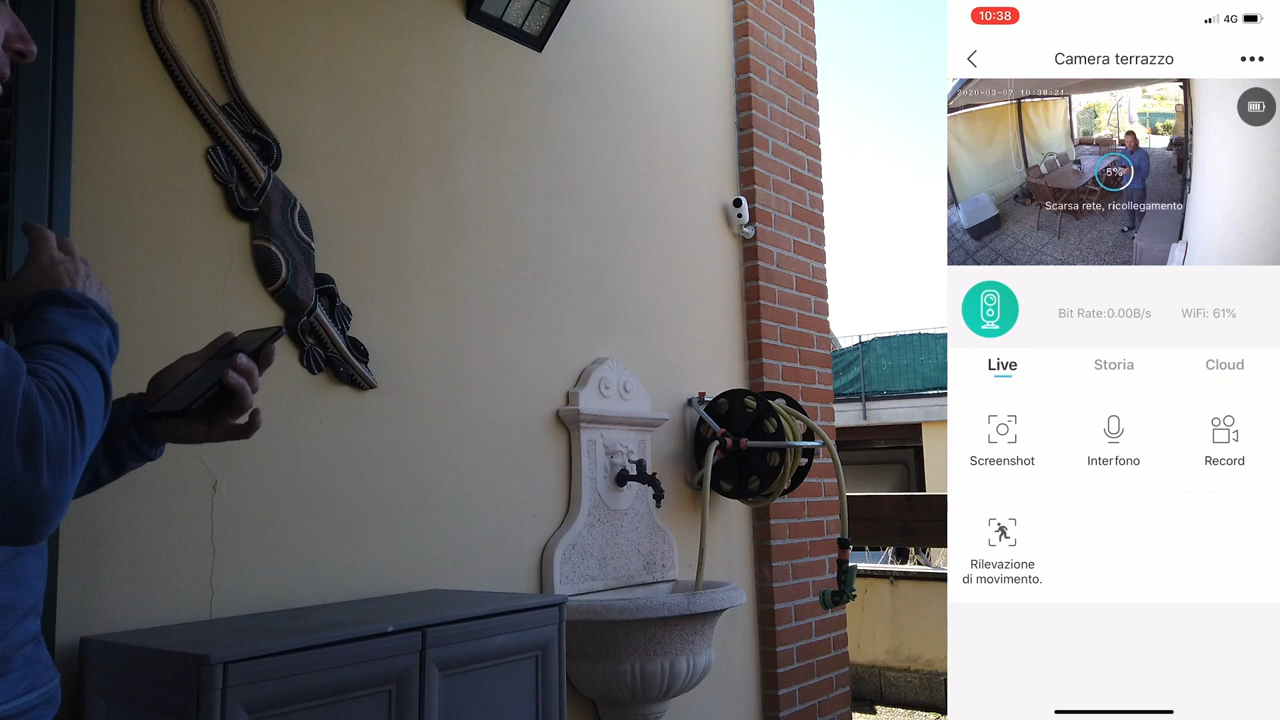 10:38
4G
Camera terrazzo
2020-03-07 10:38:21
5%
Scarsa rete, ricollegamento
Bit Rate:0.00B/s
WiFi: 61%
Live
Storia
Cloud
Screenshot
Interfono
Record
Rilevazione
di movimento.